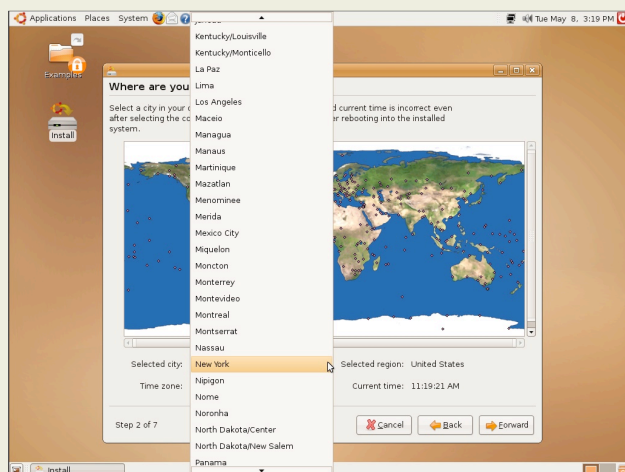 Applications Places System
Tue May 8, 3:19 PM
Examples
Install
Where are you
Select a city in your
d current time is incorrect even
after selecting the co
er rebooting into the installed
system.
Kentucky/Louisville
Kentucky/Monticello
La Paz
Lima
Los Angeles
Maceio
Managua
Manaus
Martinique
Mazatlan
Menominee
Merida
Mexico City
Miquelon
Moncton
Monterrey
Montevideo
Montreal
Montserrat
Nassau
New York
Nipigon
Nome
Noronha
North Dakota/Center
North Dakota/New Salem
Panama
Selected city:
Selected region: United States
Time zone:
Current time: 11:19:21 AM
Step 2 of 7
Cancel
Back
Forward
Install